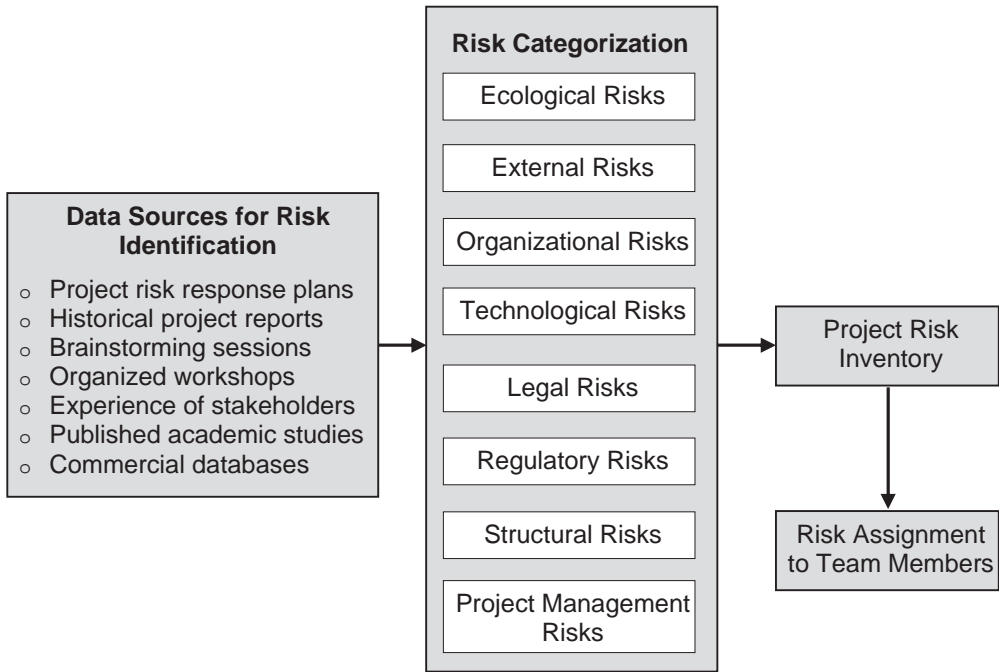 Data Sources for Risk
Identification
o Project risk response plans
o Historical project reports
o Brainstorming sessions
o Organized workshops
o Experience of stakeholders
o Published academic studies
o Commercial databases
Risk Categorization
Ecological Risks
External Risks
Organizational Risks
Technological Risks
Legal Risks
Regulatory Risks
Structural Risks
Project Management
Risks
Project Risk
Inventory
Risk Assignment
to Team Members